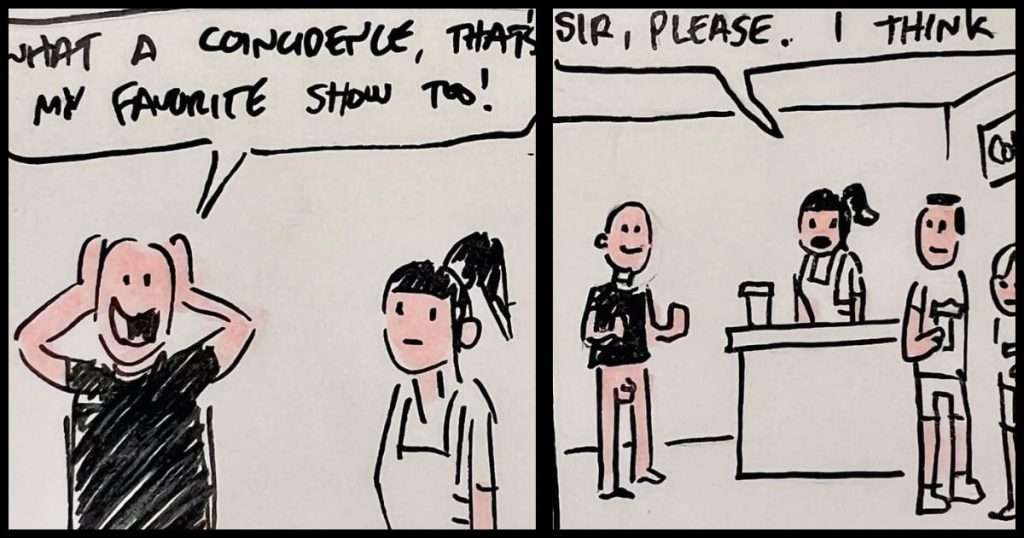 WHAT A COINCIDENCE, THAT'S
MY FAVORITE SHOW TOO!
SIR, PLEASE. I THINK